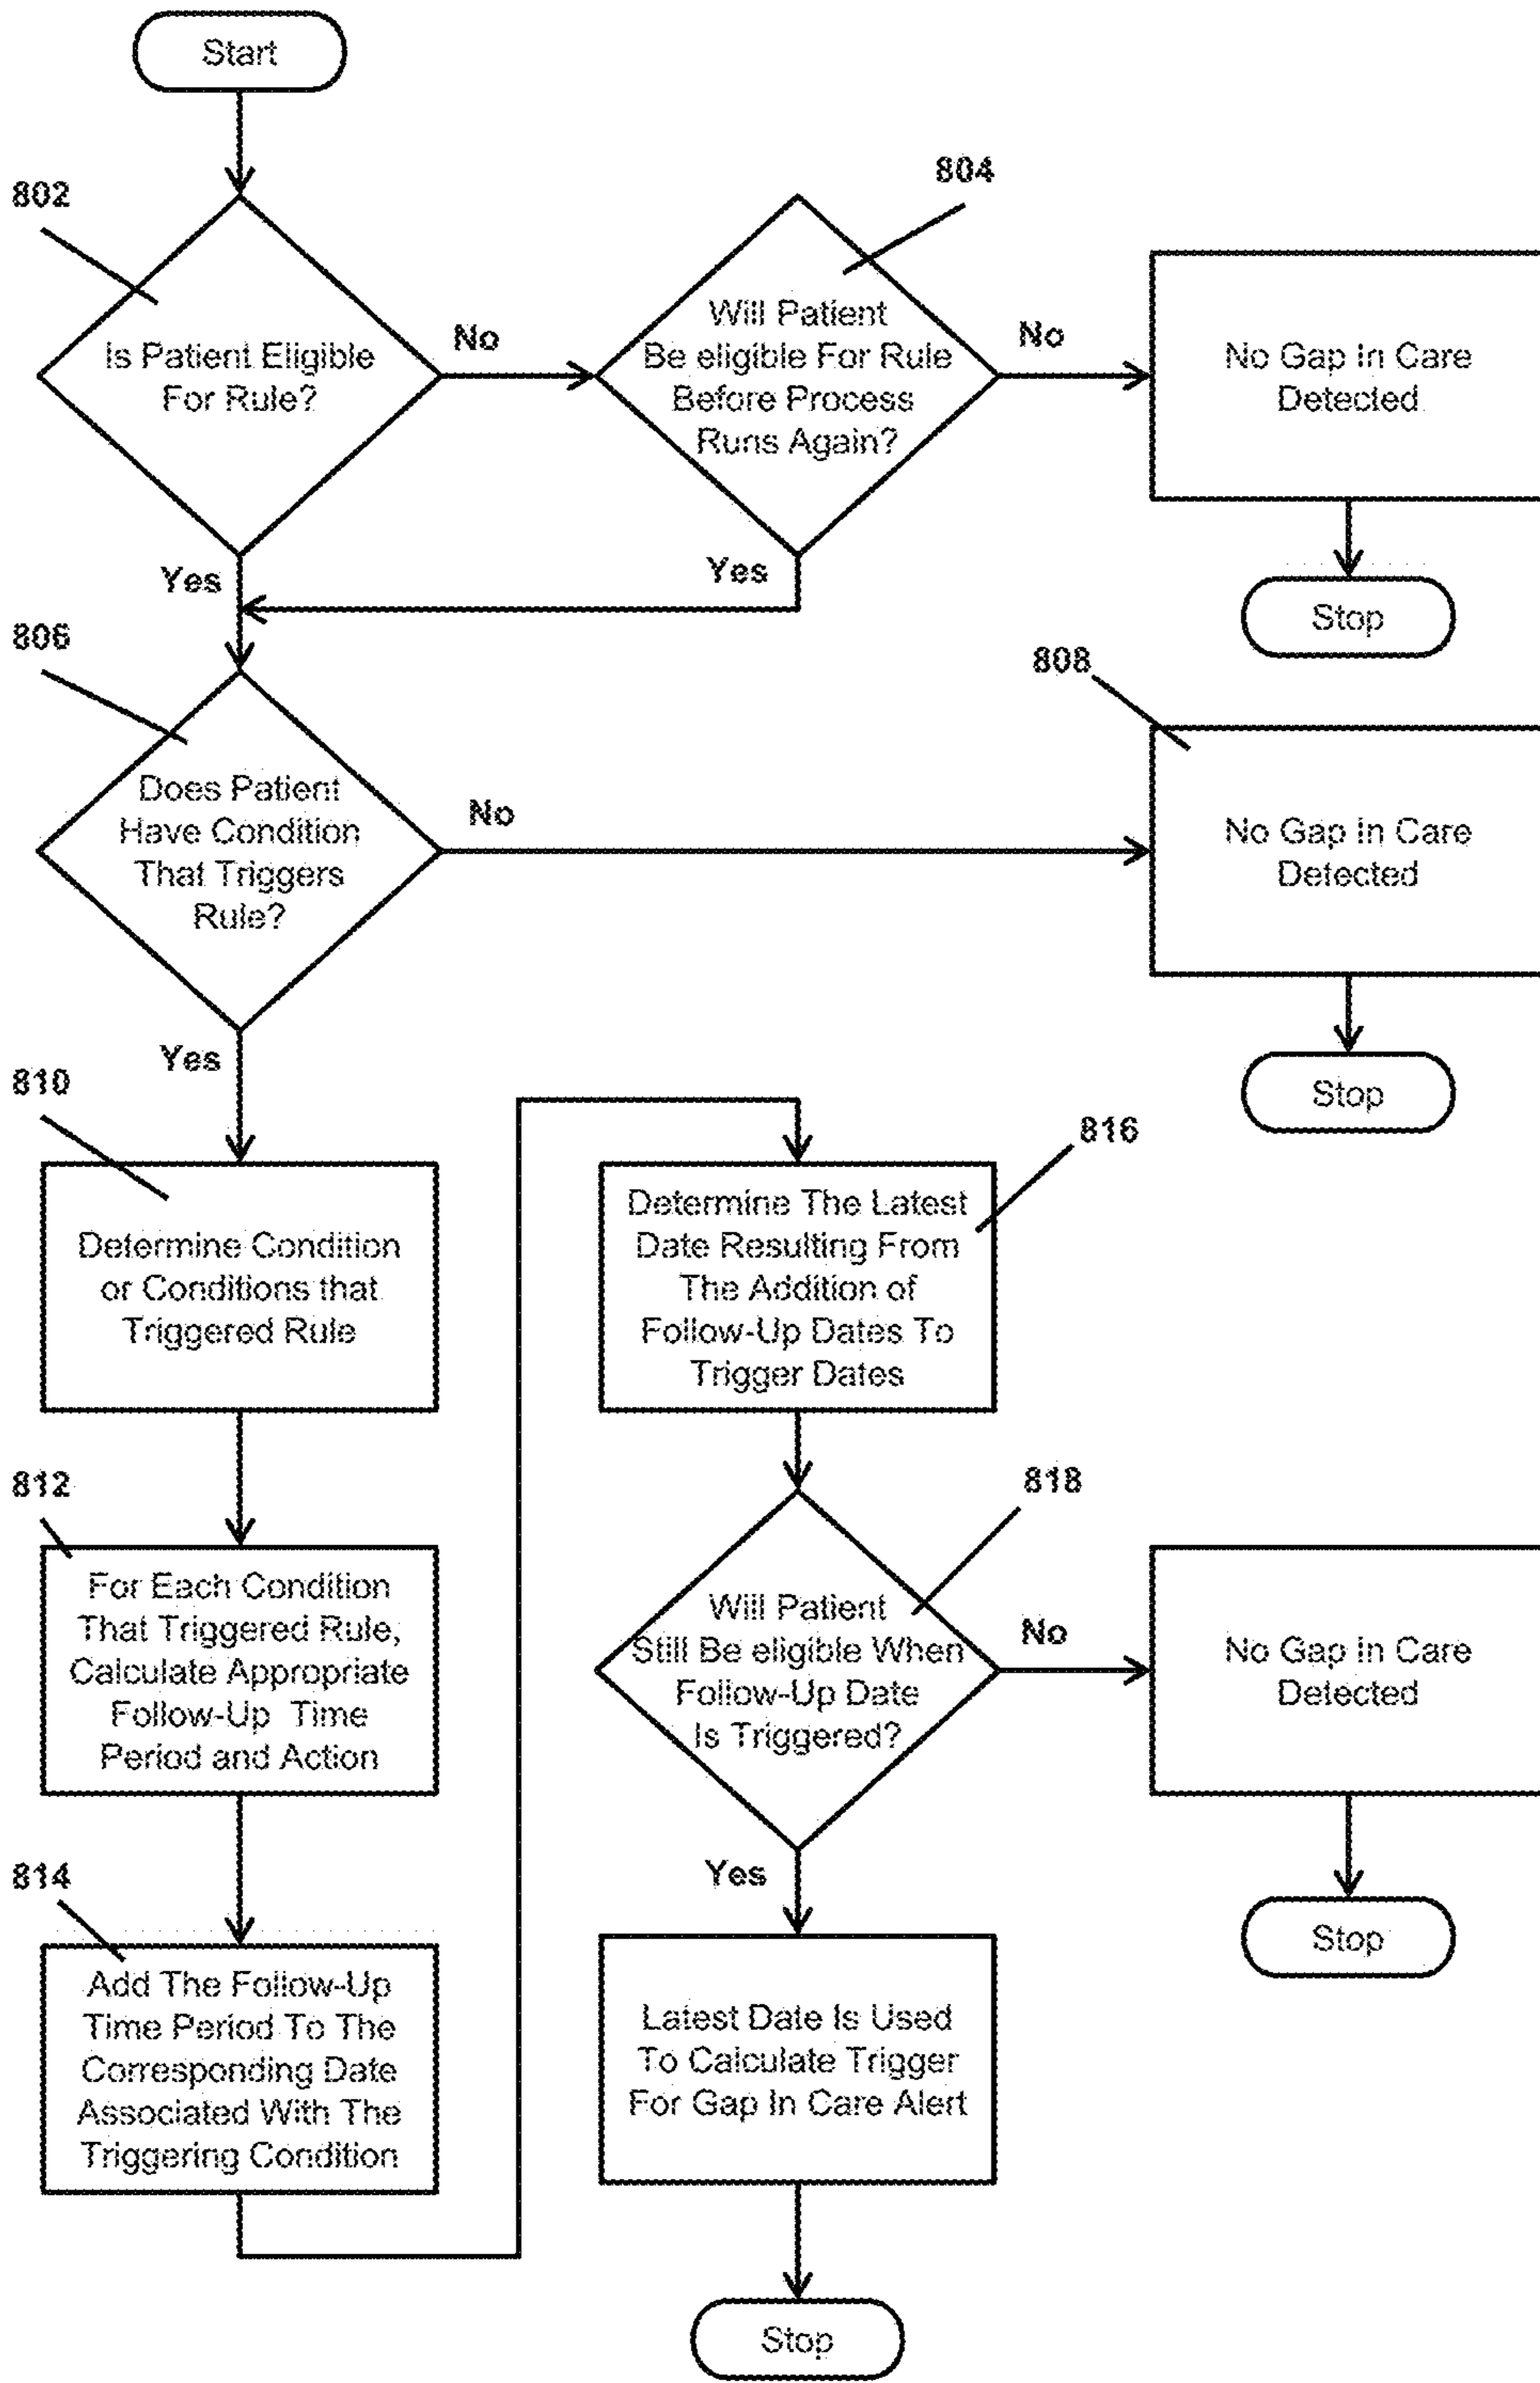 Start
802
Is Patient Eligible
For Rule?
No
804
Will Patient
Be eligible For Rule
Before Process
Runs Again?
No
No Gap In Care
Detected
Stop
Yes
Yes
806
Does Patient
Have Condition
That Triggers
Rule?
No
808
No Gap In Care
Detected
Stop
Yes
810
Determine Condition
or Conditions that
Triggered Rule
812
For Each Condition
That Triggered Rule,
Calculate Appropriate
Follow-Up Time
Period and Action
814
Add The Follow-Up
Time Period To The
Corresponding Date
Associated With The
Triggering Condition
816
Determine The Latest
Date Resulting From
The Addition of
Follow-Up Dates To
Trigger Dates
818
Will Patient
Still Be eligible When
Follow-Up Date
Is Triggered?
No
No Gap In Care
Detected
Stop
Yes
Latest Date Is Used
To Calculate Trigger
For Gap In Care Alert
Stop